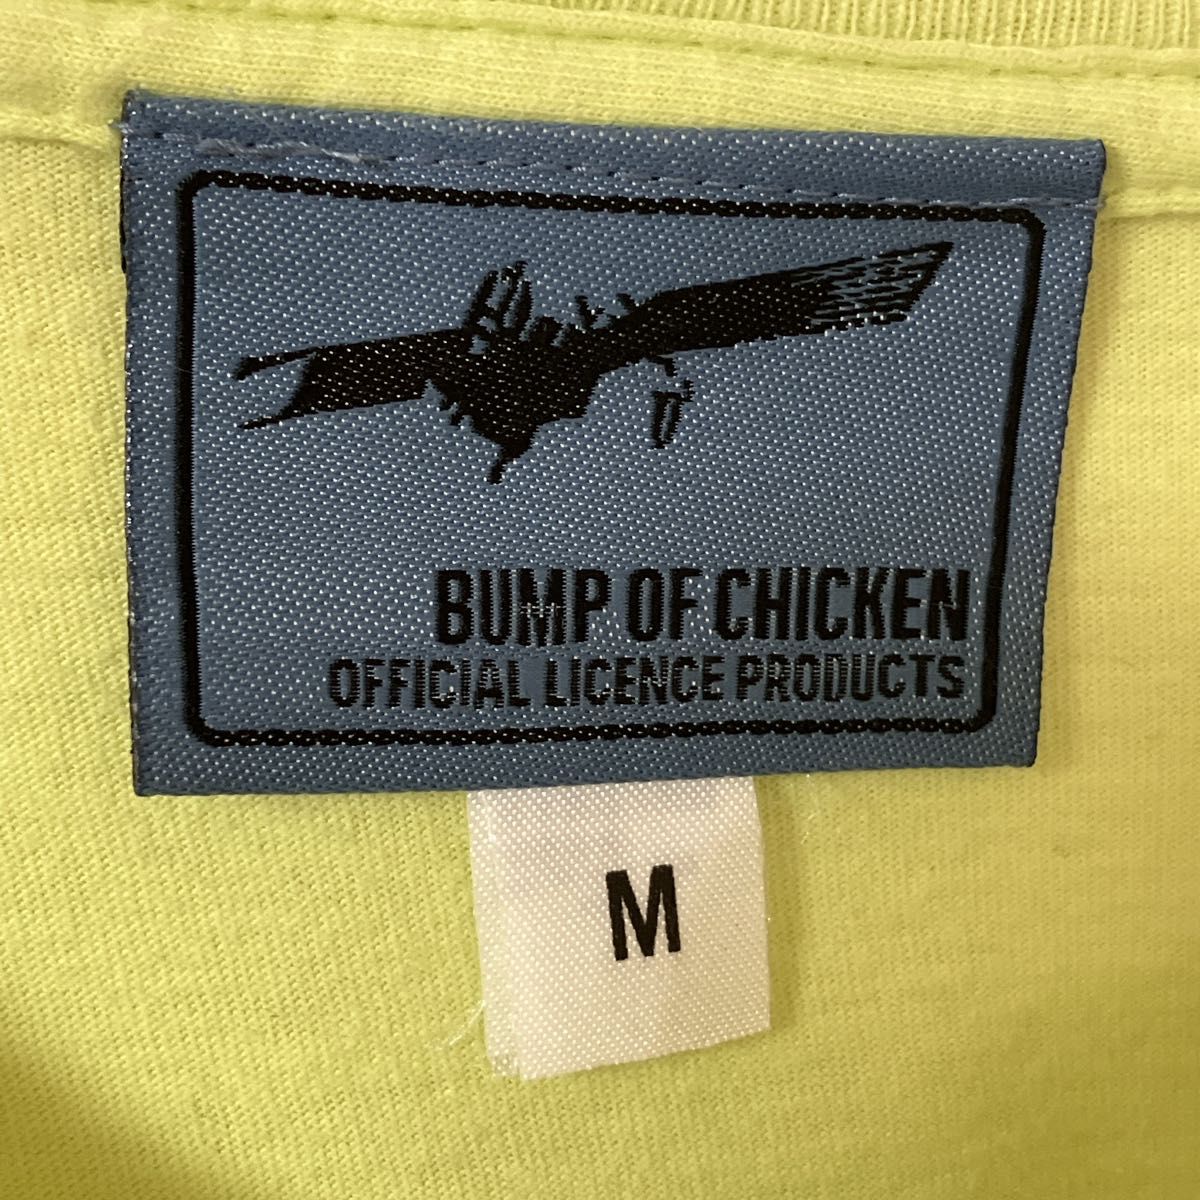 BUMP OF CHICKEN
OFFICIAL LICENCE PRODUCTS
M